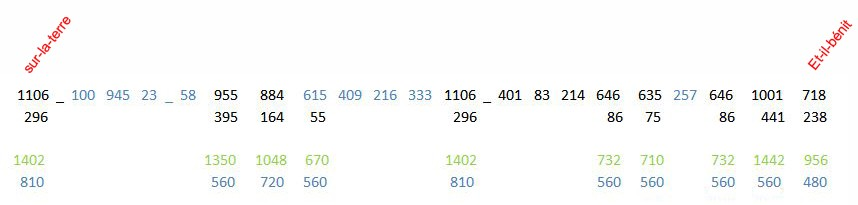 sur-la-terre Et-il-bénit
1106 _ 100 945 23 _ 58 955 884 615 409 216 333 1106 _ 401 83 214 646 635 257 646 1001 718
296 395 164 55 296 86 75 86 441 238
1402 1350 1048 670 1402 732 710 732 1442 956
810 560 720 560 810 560 560 560 560 480